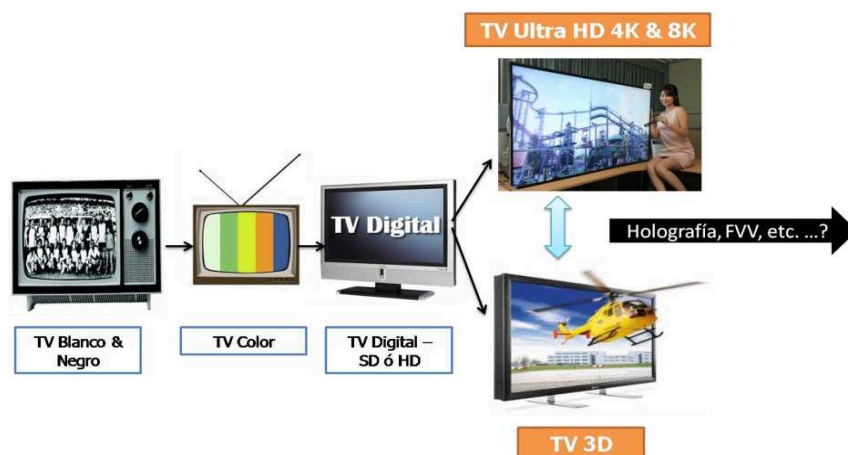 TV Ultra HD 4K & 8K
TV Digital
Holografía, FVV, etc. ...?
TV Blanco &
Negro
TV Color
TV Digital –
SD ó HD
TV 3D